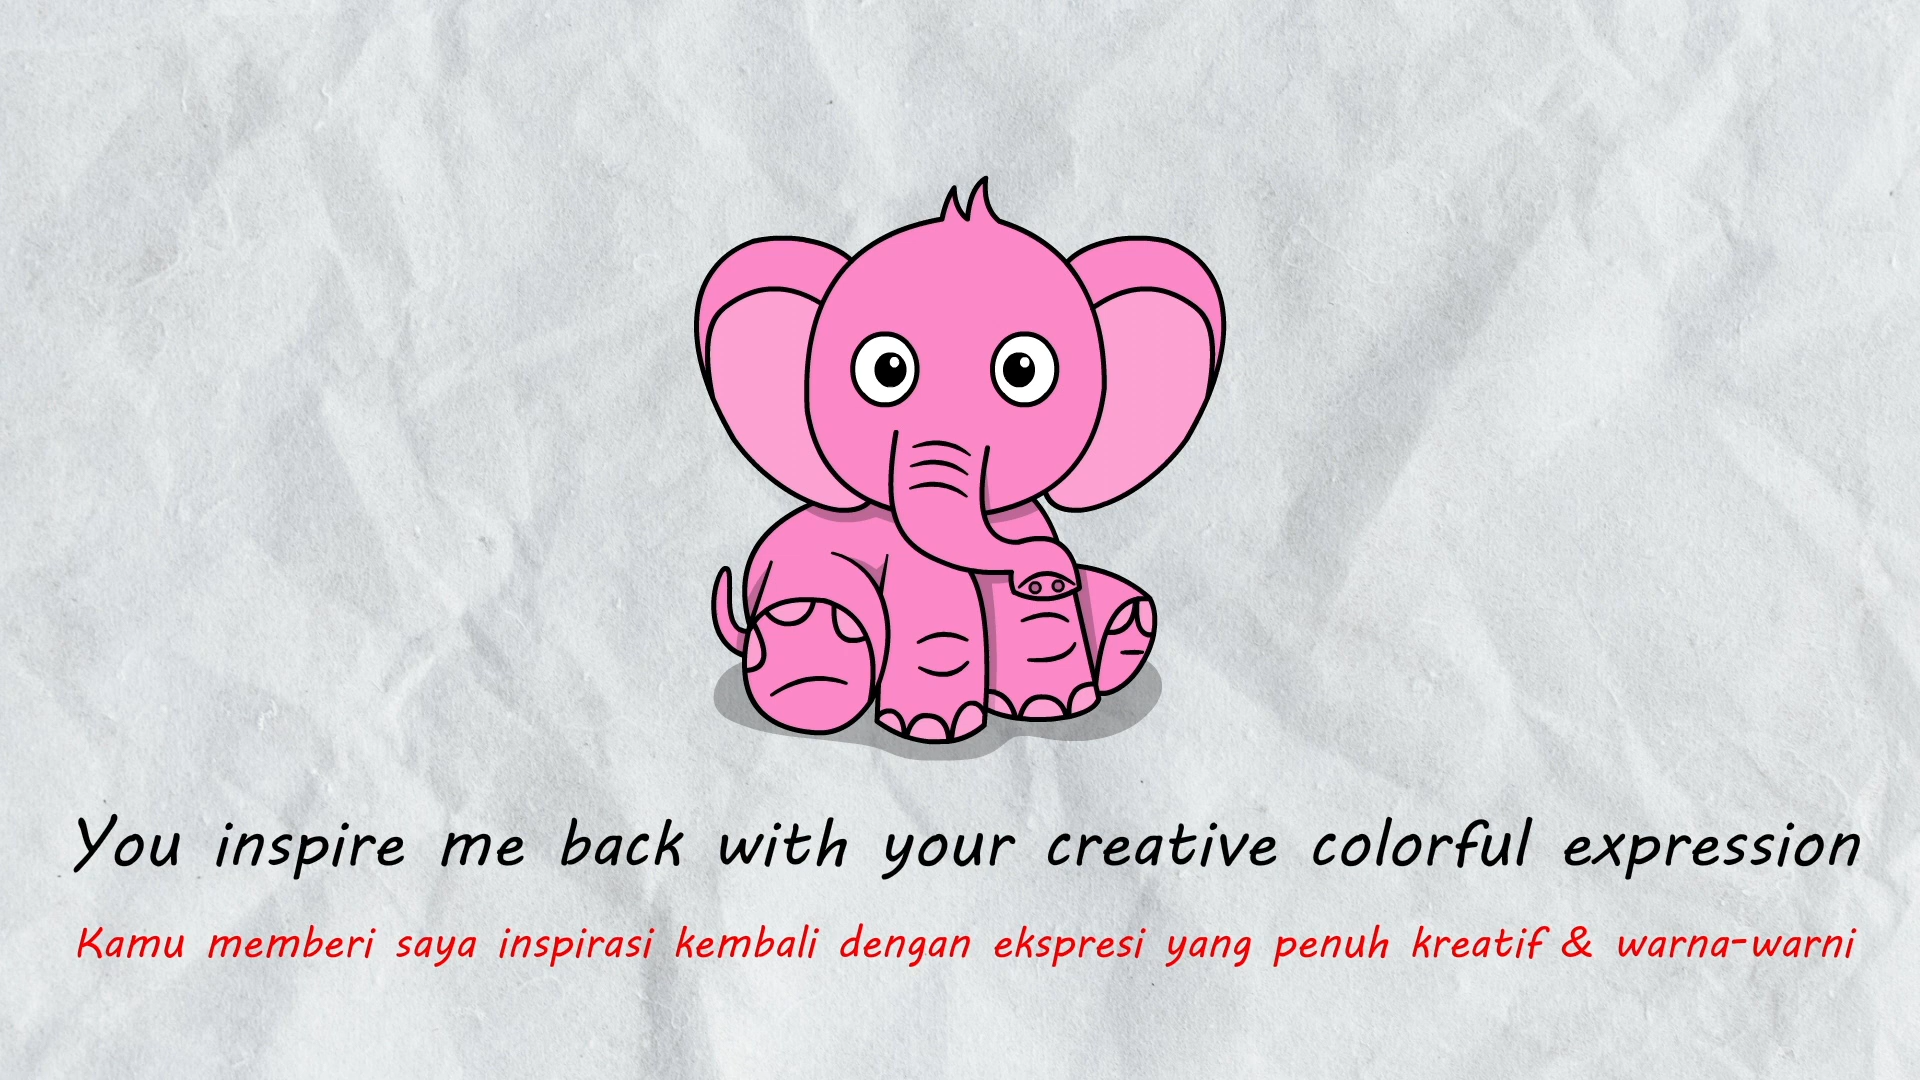 You inspire me back with your creative colorful expression
Kamu memberi saya inspirasi kembali dengan ekspresi yang penuh kreatif & warna-warni